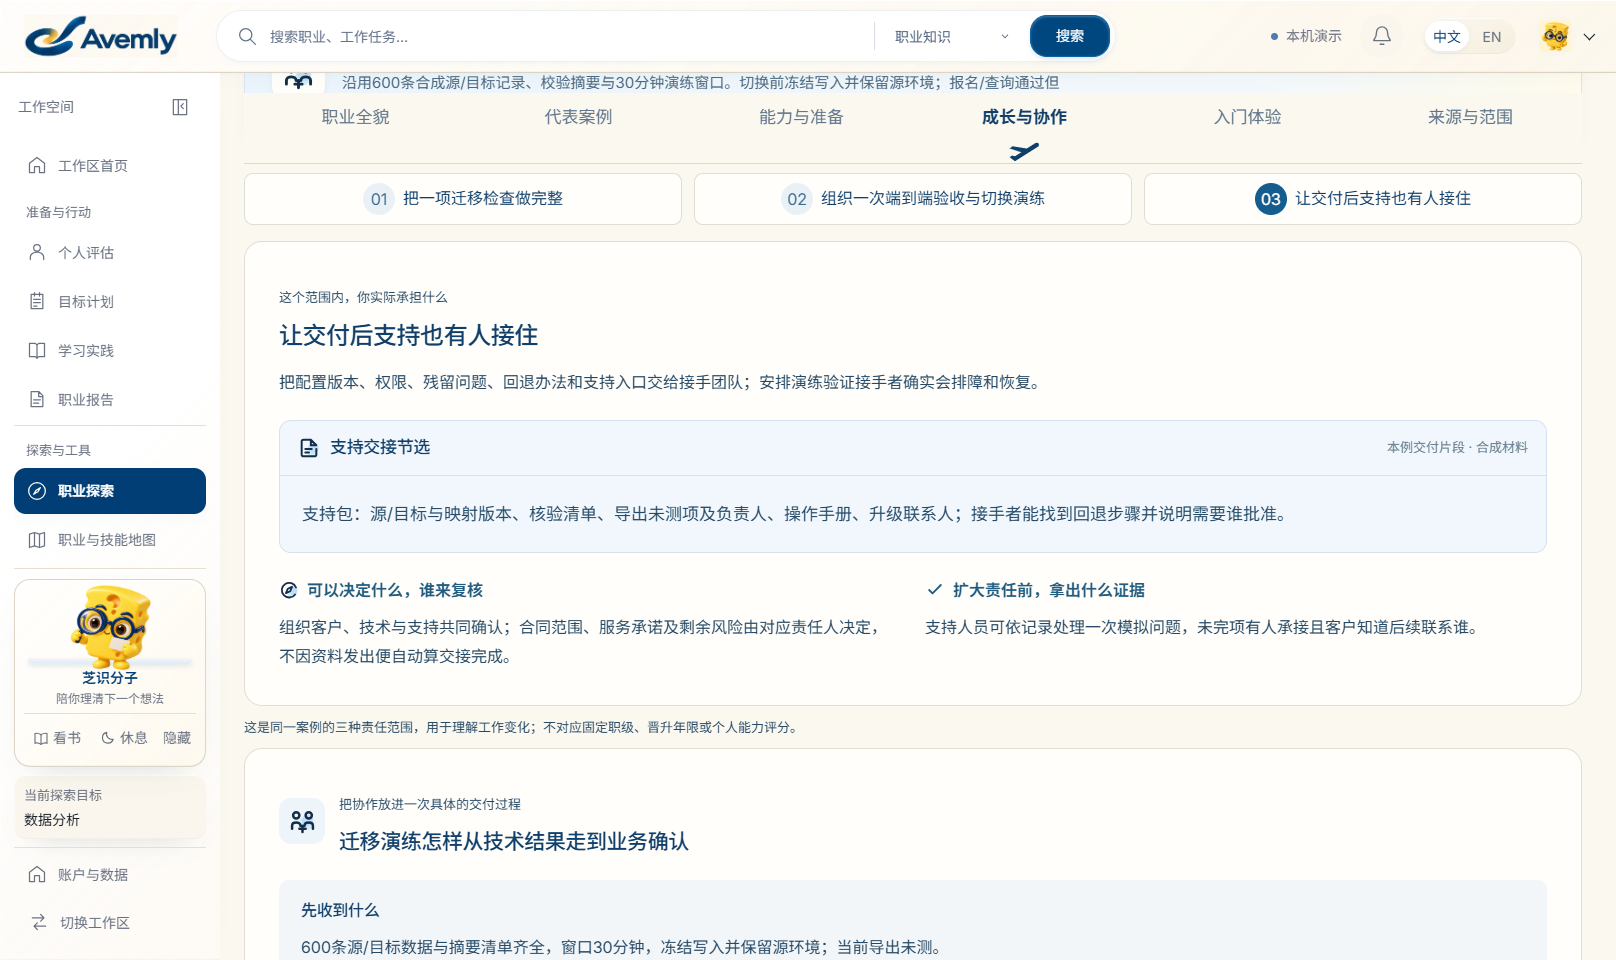 Avemly
搜索职业、工作任务...
职业知识
搜索
本机演示
中文
EN
工作空间
工作区首页
准备与行动
个人评估
目标计划
学习实践
职业报告
探索与工具
职业探索
职业与技能地图
芝识分子
陪你理清下一个想法
看书
休息
隐藏
当前探索目标
数据分析
账户与数据
切换工作区
沿用600条合成源/目标记录、校验摘要与30分钟演练窗口。切换前冻结写入并保留源环境；报名/查询通过但
职业全貌
代表案例
能力与准备
成长与协作
入门体验
来源与范围
01 把一项迁移检查做完整
02 组织一次端到端验收与切换演练
03 让交付后支持也有人接住
这个范围内，你实际承担什么
让交付后支持也有人接住
把配置版本、权限、残留问题、回退办法和支持入口交给接手团队；安排演练验证接手者确实会排障和恢复。
支持交接节选
本例交付片段 · 合成材料
支持包：源/目标与映射版本、核验清单、导出未测项及负责人、操作手册、升级联系人；接手者能找到回退步骤并说明需要谁批准。
可以决定什么，谁来复核
组织客户、技术与支持共同确认；合同范围、服务承诺及剩余风险由对应责任人决定，
不因资料发出便自动算交接完成。
扩大责任前，拿出什么证据
支持人员可依记录处理一次模拟问题，未完项有人承接且客户知道后续联系谁。
这是同一案例的三种责任范围，用于理解工作变化；不对应固定职级、晋升年限或个人能力评分。
把协作放进一次具体的交付过程
迁移演练怎样从技术结果走到业务确认
先收到什么
600条源/目标数据与摘要清单齐全，窗口30分钟，冻结写入并保留源环境；当前导出未测。